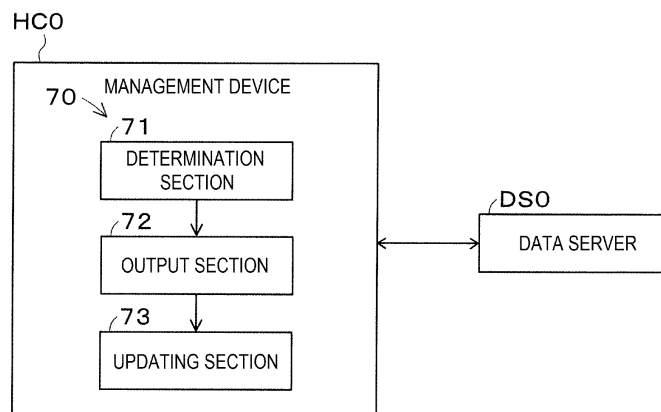 HC0
MANAGEMENT DEVICE
70
71
DETERMINATION
SECTION
72
OUTPUT SECTION
73
UPDATING SECTION
DS0
DATA SERVER